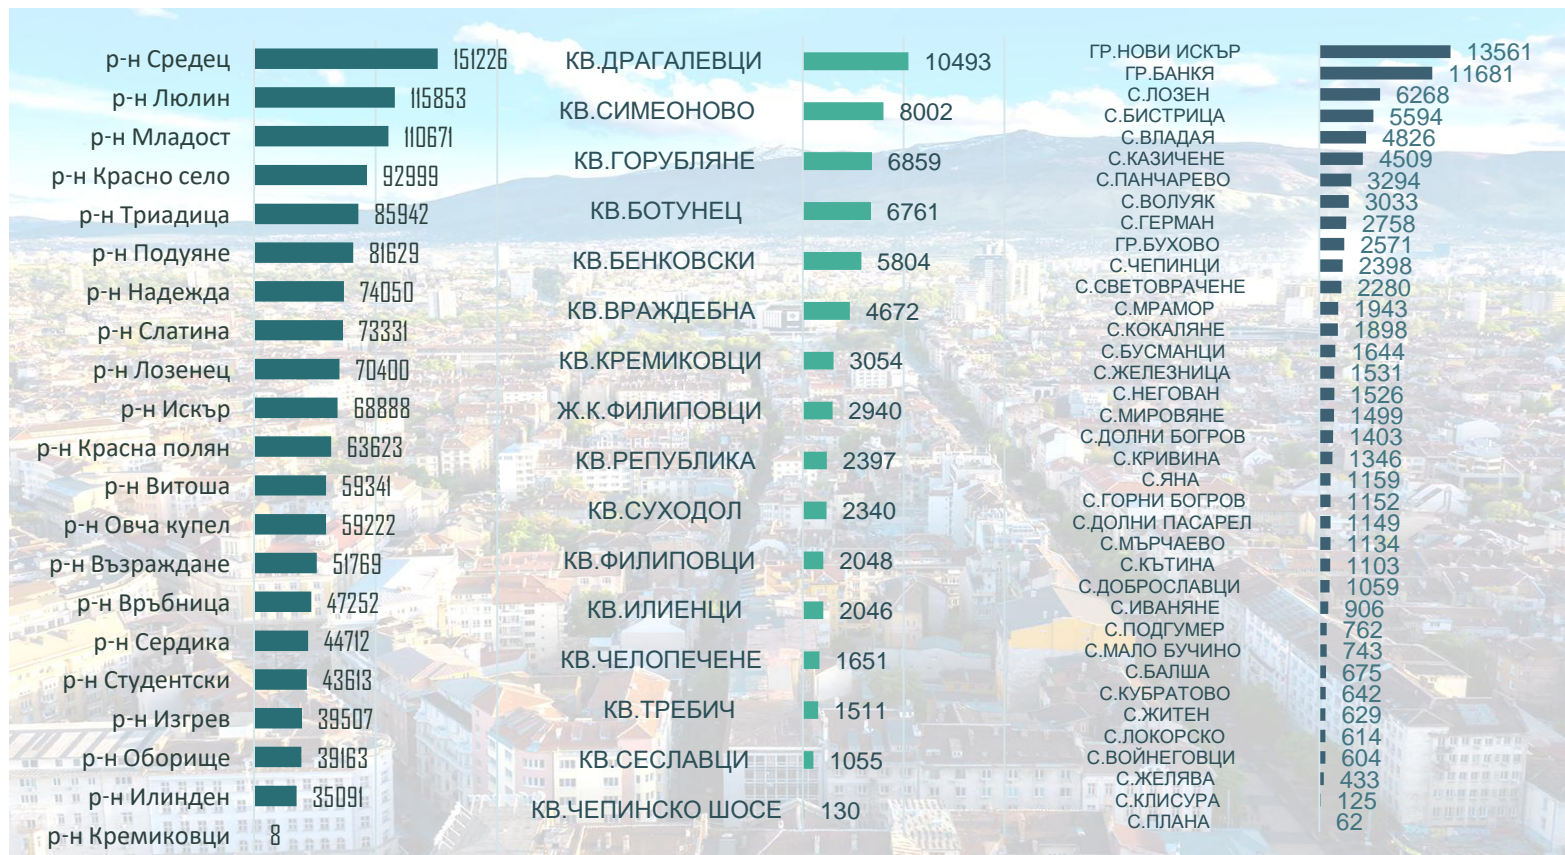 р-н Средец 151226
р-н Люлин 115853
р-н Младост 110671
р-н Красно село 92999
р-н Триадица 85942
р-н Подуяне 81629
р-н Надежда 74050
р-н Слатина 73331
р-н Лозенец 70400
р-н Искър 68888
р-н Красна полян 63623
р-н Витоша 59341
р-н Овча купел 59222
р-н Възраждане 51769
р-н Връбница 47252
р-н Сердика 44712
р-н Студентски 43613
р-н Изгрев 39507
р-н Оборище 39163
р-н Илинден 35091
р-н Кремиковци 8
КВ.ДРАГАЛЕВЦИ 10493
КВ.СИМЕОНОВО 8002
КВ.ГОРУБЛЯНЕ 6859
КВ.БОТУНЕЦ 6761
КВ.БЕНКОВСКИ 5804
КВ.ВРАЖДЕБНА 4672
КВ.КРЕМИКОВЦИ 3054
Ж.К.ФИЛИПОВЦИ 2940
КВ.РЕПУБЛИКА 2397
КВ.СУХОДОЛ 2340
КВ.ФИЛИПОВЦИ 2048
КВ.ИЛИЕНЦИ 2046
КВ.ЧЕЛОПЕЧЕНЕ 1651
КВ.ТРЕБИЧ 1511
КВ.СЕСЛАВЦИ 1055
КВ.ЧЕПИНСКО ШОСЕ 130
ГР.НОВИ ИСКЪР 13561
ГР.БАНКЯ 11681
С.ЛОЗЕН 6268
С.БИСТРИЦА 5594
С.ВЛАДАЯ 4826
С.КАЗИЧЕНЕ 4509
С.ПАНЧАРЕВО 3294
С.ВОЛУЯК 3033
С.ГЕРМАН 2758
ГР.БУХОВО 2571
С.ЧЕПИНЦИ 2398
С.СВЕТОВРАЧЕНЕ 2280
С.МРАМОР 1943
С.КОКАЛЯНЕ 1898
С.БУСМАНЦИ 1644
С.ЖЕЛЕЗНИЦА 1531
С.НЕГОВАН 1526
С.МИРОВЯНЕ 1499
С.ДОЛНИ БОГРОВ 1403
С.КРИВИНА 1346
С.ЯНА 1159
С.ГОРНИ БОГРОВ 1152
С.ДОЛНИ ПАСАРЕЛ 1149
С.МЪРЧАЕВО 1134
С.КЪТИНА 1103
С.ДОБРОСЛАВЦИ 1059
С.ИВАНЯНЕ 906
С.ПОДГУМЕР 762
С.МАЛО БУЧИНО 743
С.БАЛША 675
С.КУБРАТОВО 642
С.ЖИТЕН 629
С.ЛОКОРСКО 614
С.ВОЙНЕГОВЦИ 604
С.ЖЕЛЯВА 433
С.КЛИСУРА 125
С.ПЛАНА 62